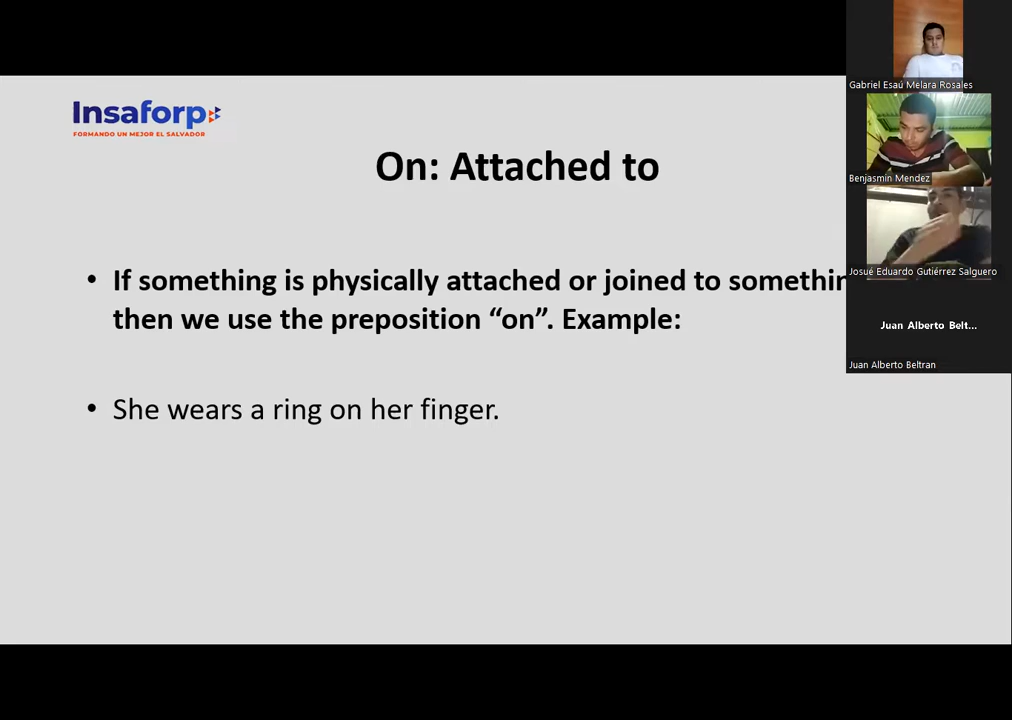 Insaforp
FORMANDO UN MEJOR EL SALVADOR
On: Attached to
• If something is physically attached or joined to somethin
then we use the preposition “on”. Example:
• She wears a ring on her finger.
Gabriel Esaú Melara Rosales
Benjasmin Mendez
Josué Eduardo Gutiérrez Salguero
Juan Alberto Belt...
Juan Alberto Beltran